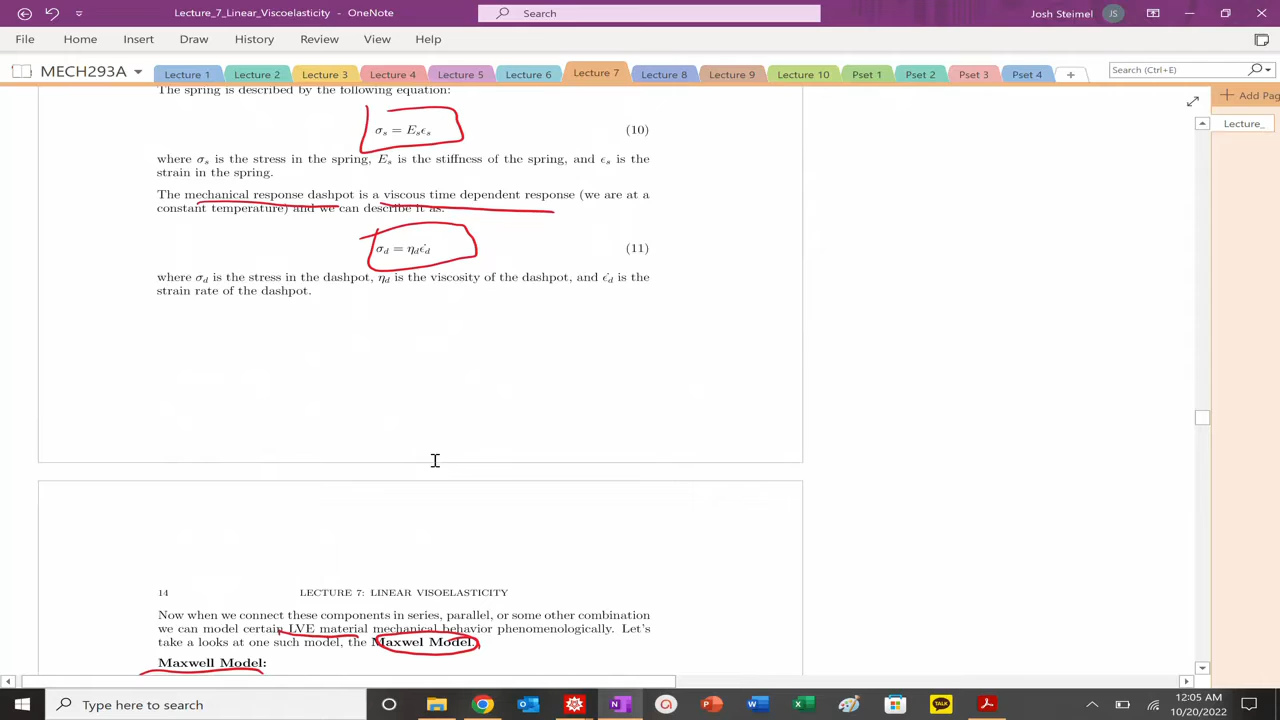 Lecture_7_Linear_Viscoelasticity - OneNote
Search
Josh Steimel
JS
File Home Insert Draw History Review View Help
MECH293A
Lecture 1 Lecture 2 Lecture 3 Lecture 4 Lecture 5 Lecture 6 Lecture 7 Lecture 8 Lecture 9 Lecture 10 Pset 1 Pset 2 Pset 3 Pset 4 +
Search (Ctrl+E)
+ Add Pag
Lecture_
The spring is described by the following equation:
σs = Esϵs (10)
where σs is the stress in the spring, Es is the stiffness of the spring, and ϵs is the
strain in the spring.
The mechanical response dashpot is a viscous time dependent response (we are at a
constant temperature) and we can describe it as:
σd = ηdϵ̇d (11)
where σd is the stress in the dashpot, ηd is the viscosity of the dashpot, and ϵ̇d is the
strain rate of the dashpot.
14 LECTURE 7: LINEAR VISOELASTICITY
Now when we connect these components in series, parallel, or some other combination
we can model certain LVE material mechanical behavior phenomenologically. Let's
take a looks at one such model, the Maxwel Model.
Maxwell Model:
Type here to search
TALK
12:05 AM
10/20/2022